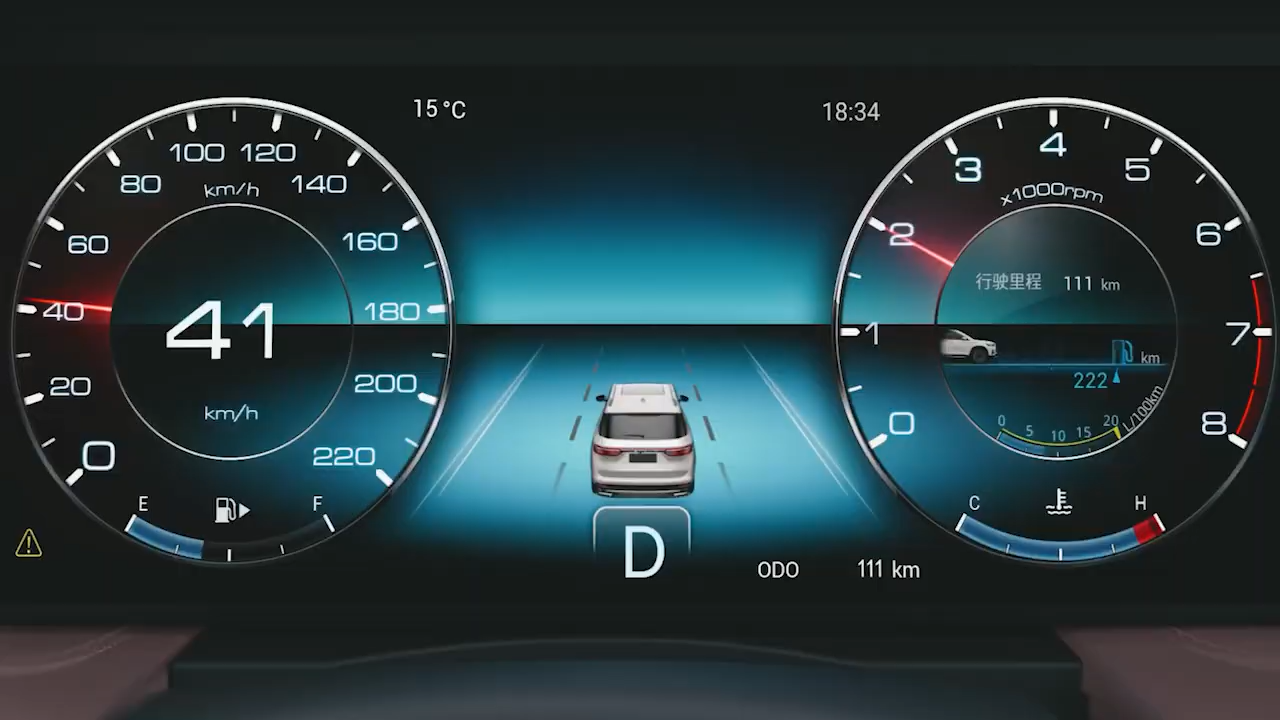 15°C
18:34
0
20
40
60
80
100
120
140
160
180
200
220
km/h
41
km/h
E
F
D
ODO 111 km
0
1
2
3
4
5
6
7
8
x1000rpm
行驶里程 111 km
km
222
0 5 10 15 20
L/100km
C
H